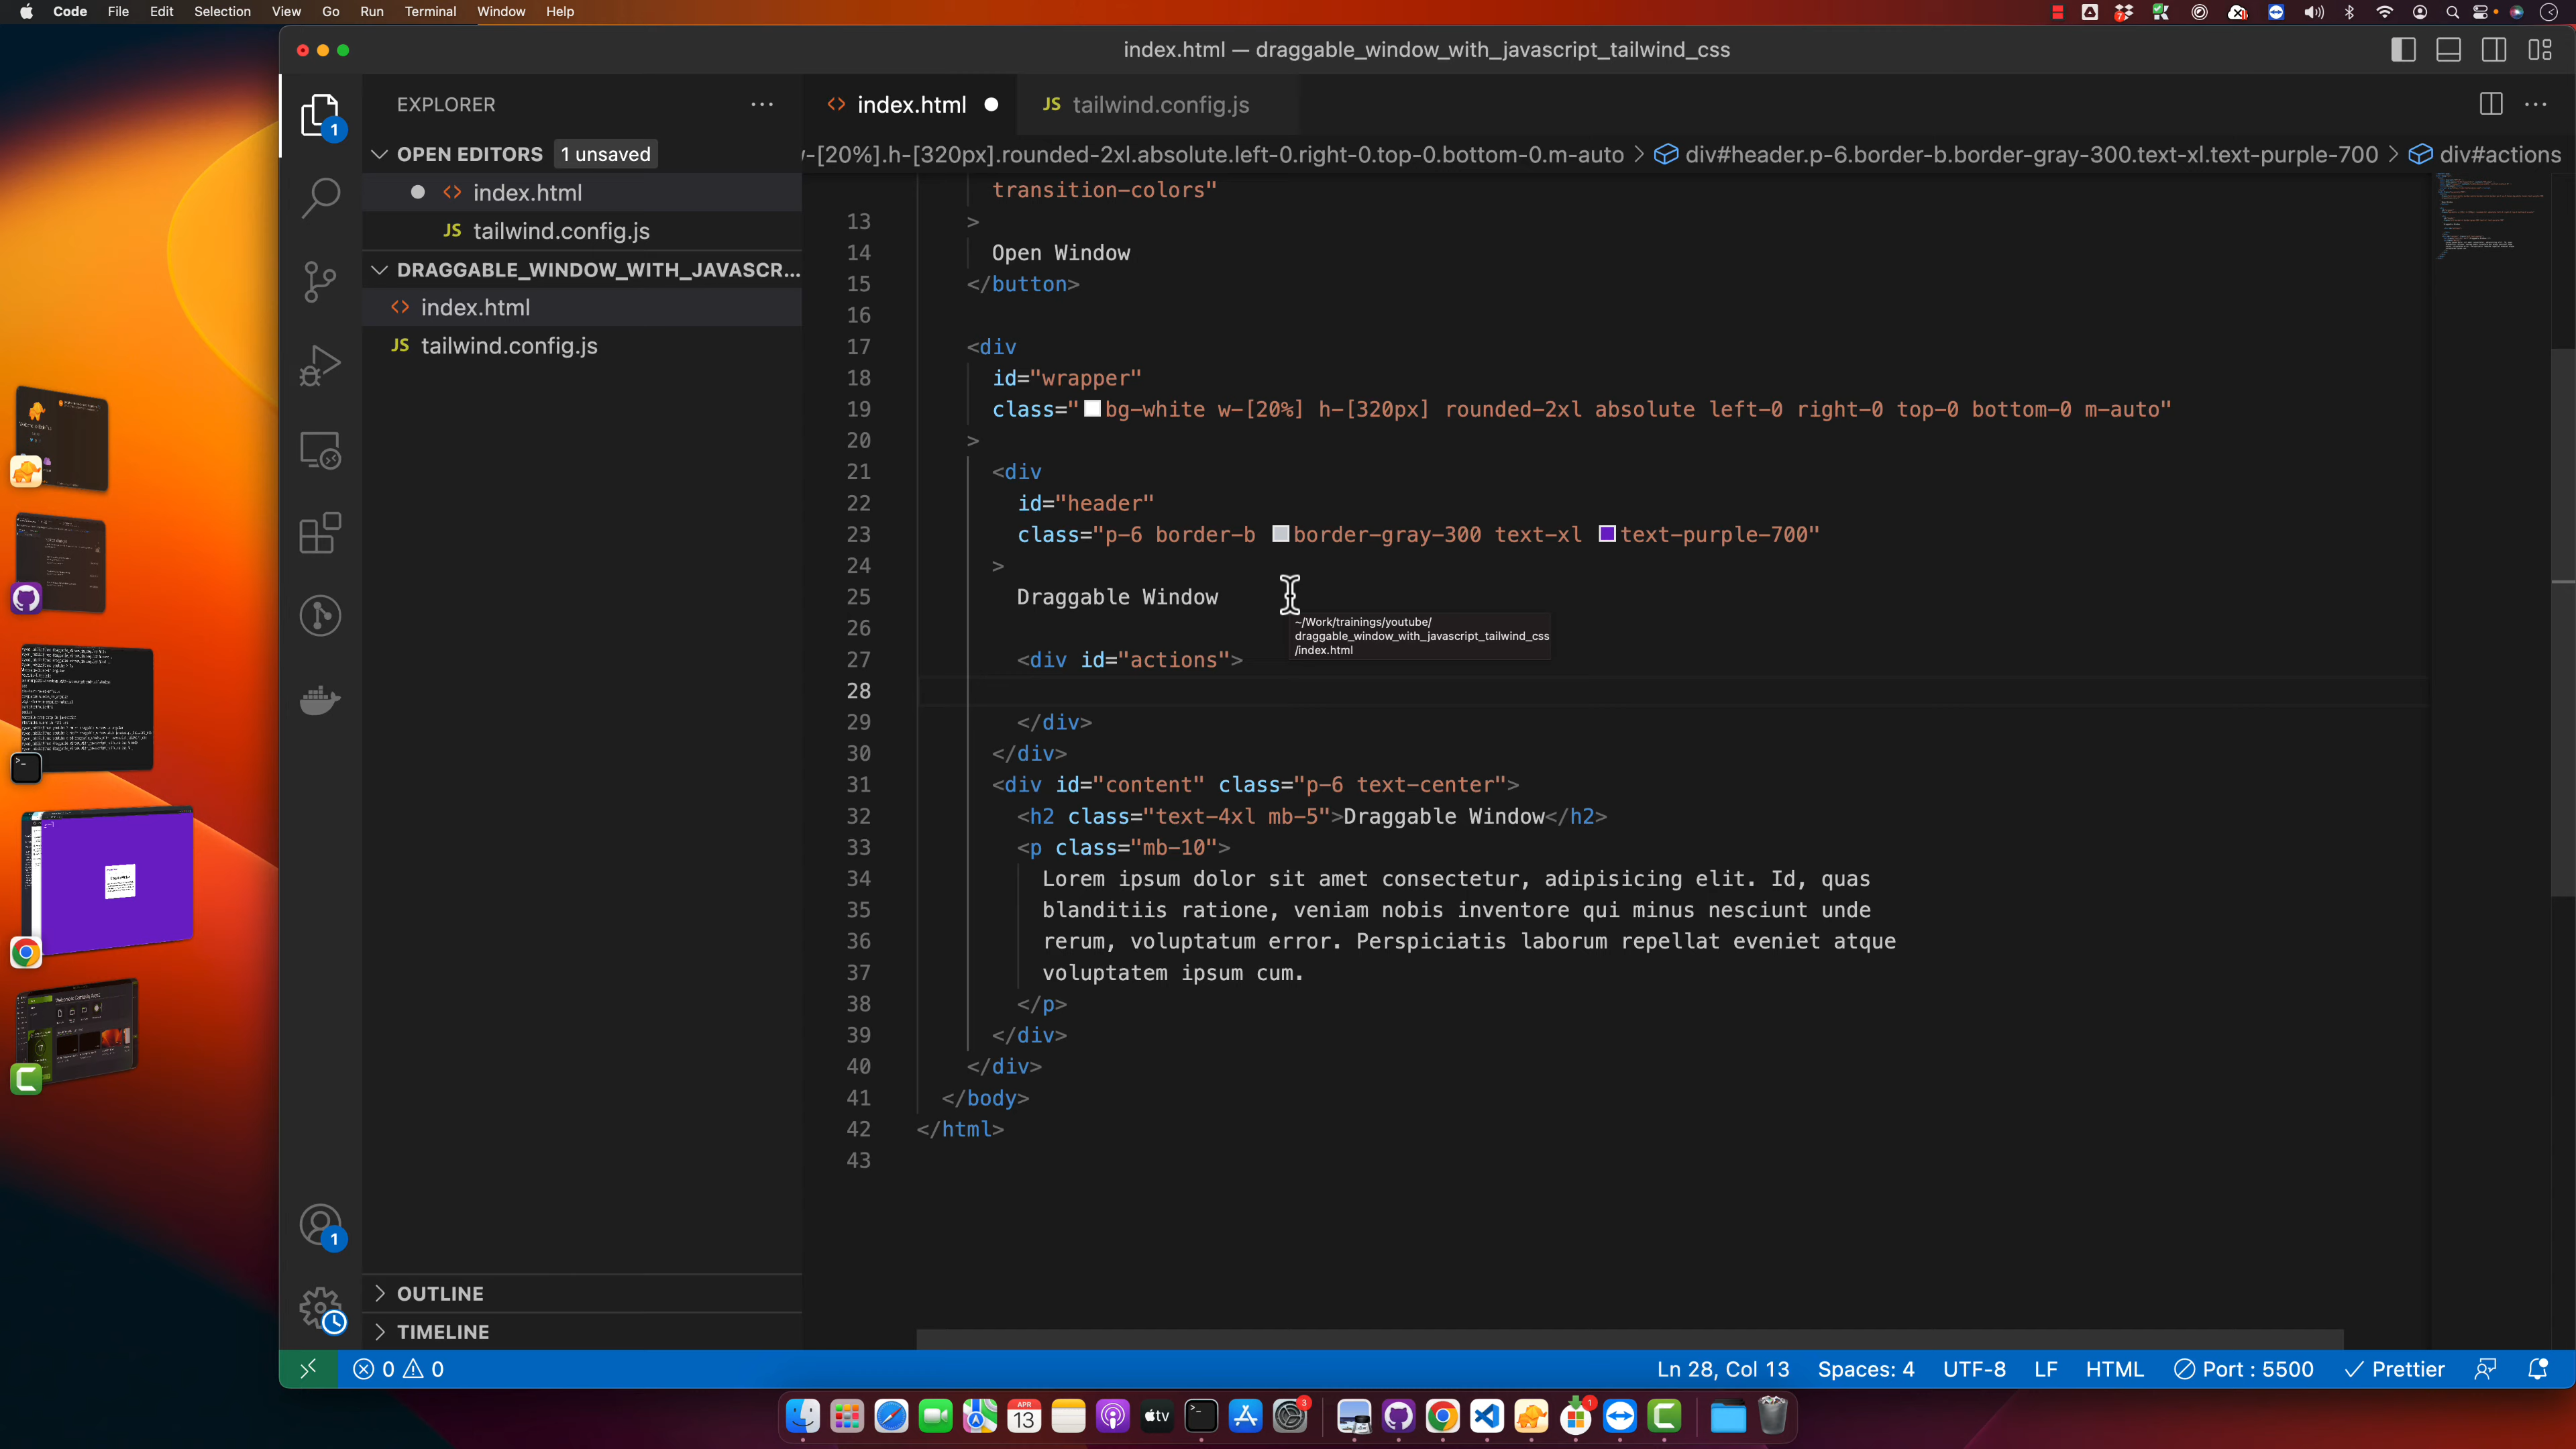 Code File Edit Selection View Go Run Terminal Window Help
index.html — draggable_window_with_javascript_tailwind_css
EXPLORER
index.html
JS tailwind.config.js
1
OPEN EDITORS 1 unsaved
-[20%].h-[320px].rounded-2xl.absolute.left-0.right-0.top-0.bottom-0.m-auto > div#header.p-6.border-b.border-gray-300.text-xl.text-purple-700 > div#actions
index.html
JS tailwind.config.js
DRAGGABLE_WINDOW_WITH_JAVASCR...
index.html
JS tailwind.config.js
transition-colors"
13 >
14 Open Window
15 </button>
16
17 <div
18 id="wrapper"
19 class="bg-white w-[20%] h-[320px] rounded-2xl absolute left-0 right-0 top-0 bottom-0 m-auto"
20 >
21 <div
22 id="header"
23 class="p-6 border-b border-gray-300 text-xl text-purple-700"
24 >
25 Draggable Window
26
27 <div id="actions">
28
29 </div>
30 </div>
31 <div id="content" class="p-6 text-center">
32 <h2 class="text-4xl mb-5">Draggable Window</h2>
33 <p class="mb-10">
34 Lorem ipsum dolor sit amet consectetur, adipisicing elit. Id, quas
35 blanditiis ratione, veniam nobis inventore qui minus nesciunt unde
36 rerum, voluptatum error. Perspiciatis laborum repellat eveniet atque
37 voluptatem ipsum cum.
38 </p>
39 </div>
40 </div>
41 </body>
42 </html>
43
~/Work/trainings/youtube/
draggable_window_with_javascript_tailwind_css
/index.html
1
OUTLINE
TIMELINE
0 0
Ln 28, Col 13 Spaces: 4 UTF-8 LF HTML Port : 5500 Prettier
APR
13
tv
3
1